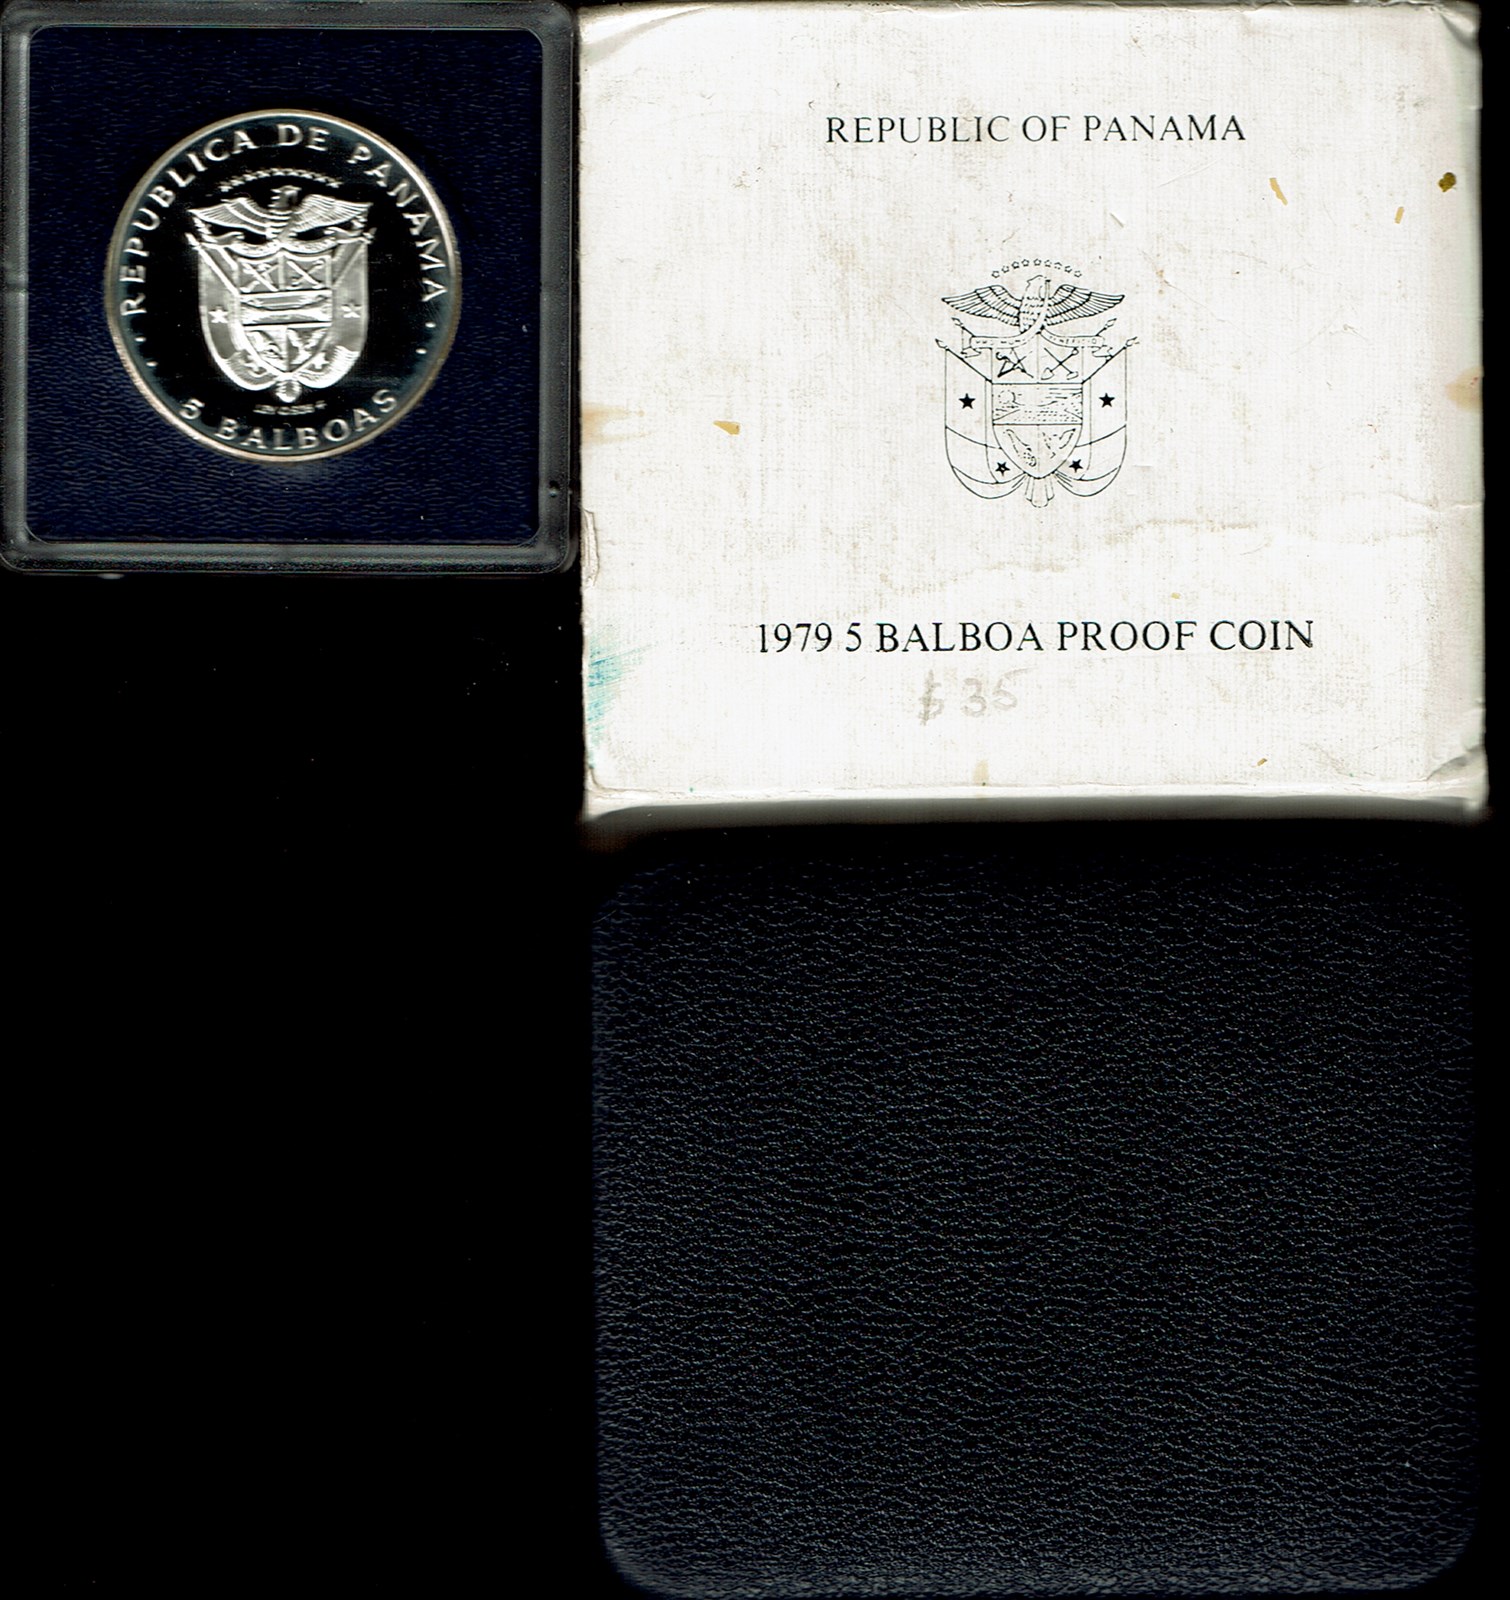 REPUBLICA DE PANAMA
5 BALBOAS
REPUBLIC OF PANAMA
1979 5 BALBOA PROOF COIN
$ 35